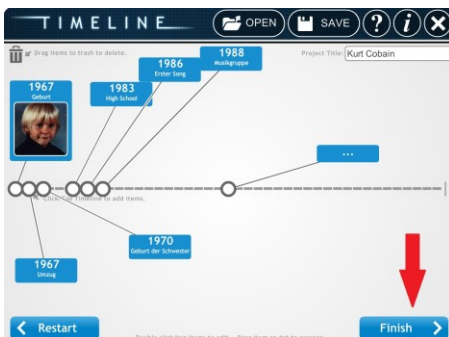 TIMELINE
OPEN
SAVE
?
i
X
Drag items to trash to delete.
Project Title:
Kurt Cobain
1967
Geburt
1983
High School
1986
Erster Song
1988
Musikgruppe
...
Click the Timeline to add items.
1967
Umzug
1970
Geburt der Schwester
Restart
Finish